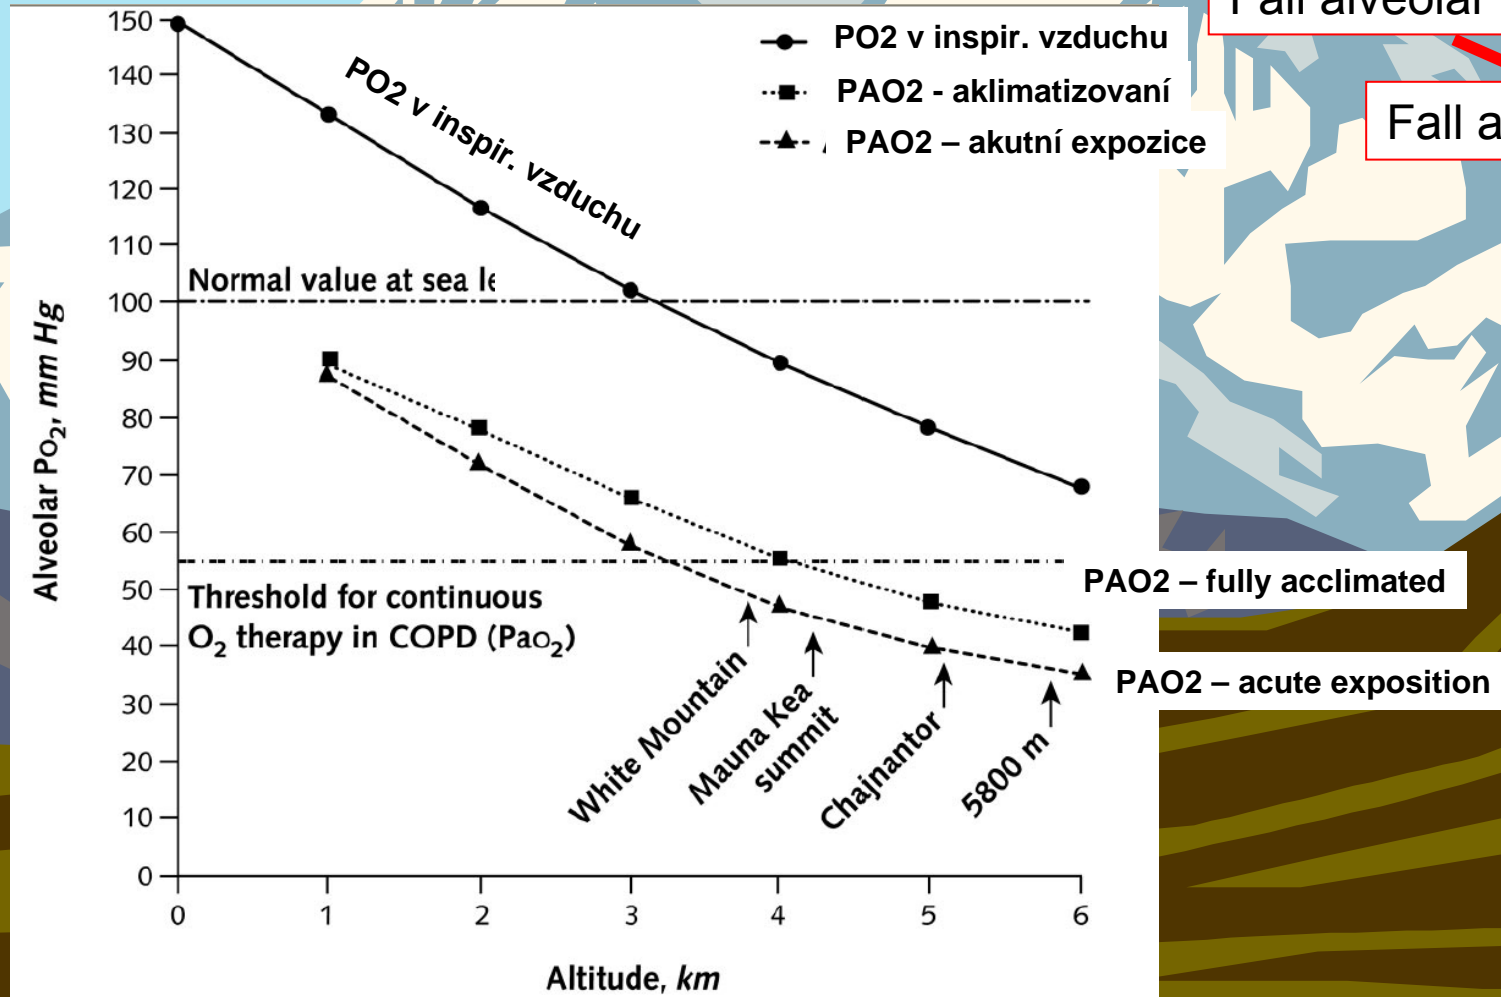 Fall alveolar
Fall a
PO2 v inspir. vzduchu
PAO2 - aklimatizovaní
PAO2 – akutní expozice
PO2 v inspir. vzduchu
150
140
130
120
110
100
90
80
70
60
50
40
30
20
10
0
Alveolar PO₂, mm Hg
Normal value at sea le
Threshold for continuous
O₂ therapy in COPD (PaO₂)
PAO2 – fully acclimated
PAO2 – acute exposition
White Mountain
Mauna Kea
summit
Chajnantor
5800 m
0 1 2 3 4 5 6
Altitude, km